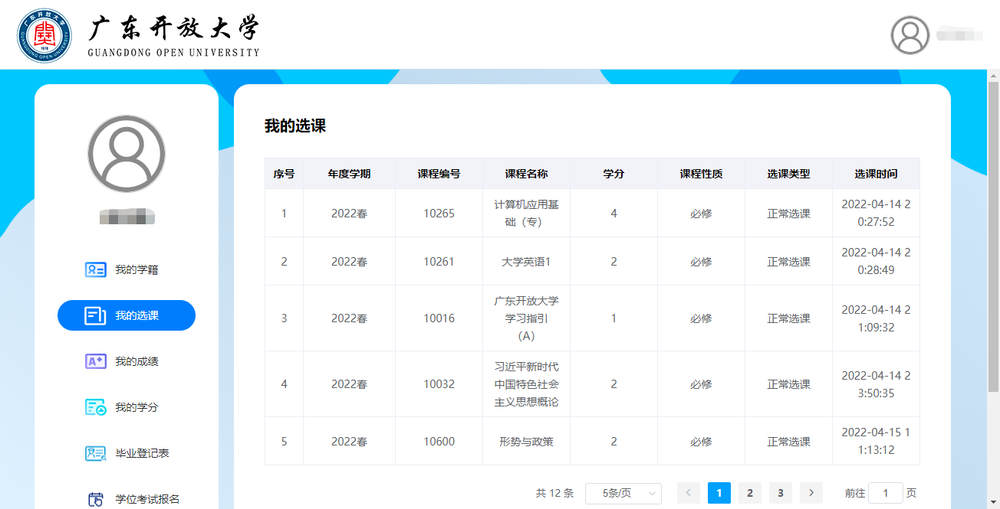 广东开放大学
GUANGDONG OPEN UNIVERSITY
我的学籍
我的选课
我的成绩
我的学分
毕业登记表
学位考试报名
我的选课
序号 年度学期 课程编号 课程名称 学分 课程性质 选课类型 选课时间
1 2022春 10265 计算机应用基 4 必修 正常选课 2022-04-14 2
础（专） 0:27:52
2 2022春 10261 大学英语1 2 必修 正常选课 2022-04-14 2
0:28:49
3 2022春 10016 广东开放大学 1 必修 正常选课 2022-04-14 2
学习指引 1:09:32
（A）
4 2022春 10032 习近平新时代 2 必修 正常选课 2022-04-14 2
中国特色社会 3:50:35
主义思想概论
5 2022春 10600 形势与政策 2 必修 正常选课 2022-04-15 1
1:13:12
共 12 条 5条/页 1 2 3 前往 1 页